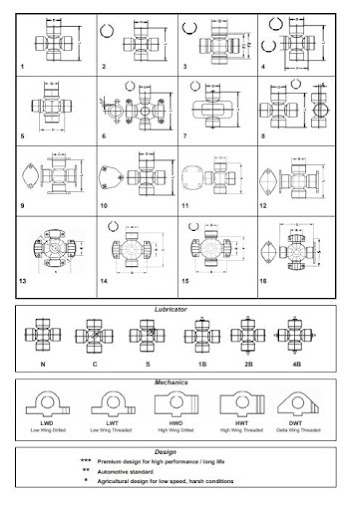 1 2 3 4
5 6 7 8
9 10 11 12
13 14 15 16
Lubricator
N C S 1B 2B 4B
Mechanics
LWD LWT HWD HWT DWT
Low Wing Drilled Low Wing Threaded High Wing Drilled High Wing Threaded Delta Wing Threaded
Design
*** Premium design for high performance / long life
** Automotive standard
* Agricultural design for low speed, harsh conditions